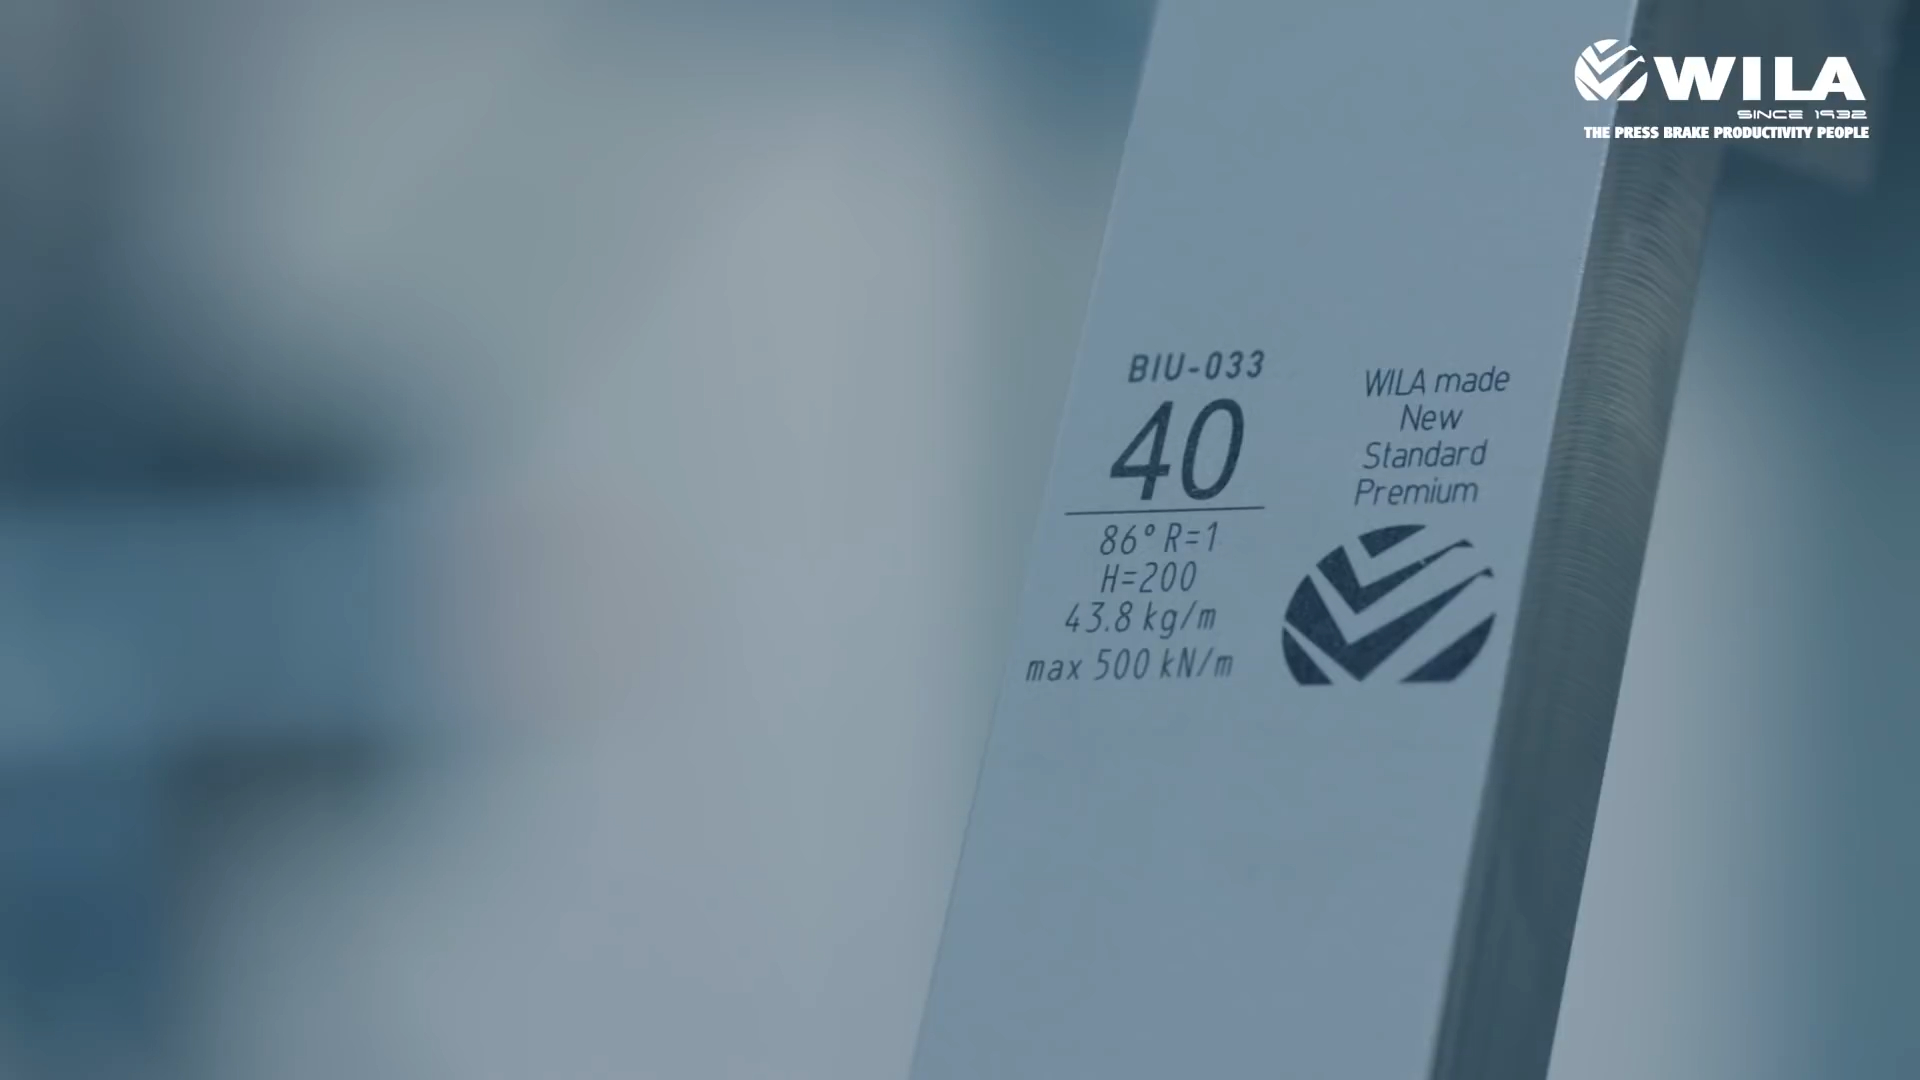 WILA
SINCE 1932
THE PRESS BRAKE PRODUCTIVITY PEOPLE
BIU-033
40
86° R=1
H=200
43.8 kg/m
max 500 kN/m
WILA made
New
Standard
Premium